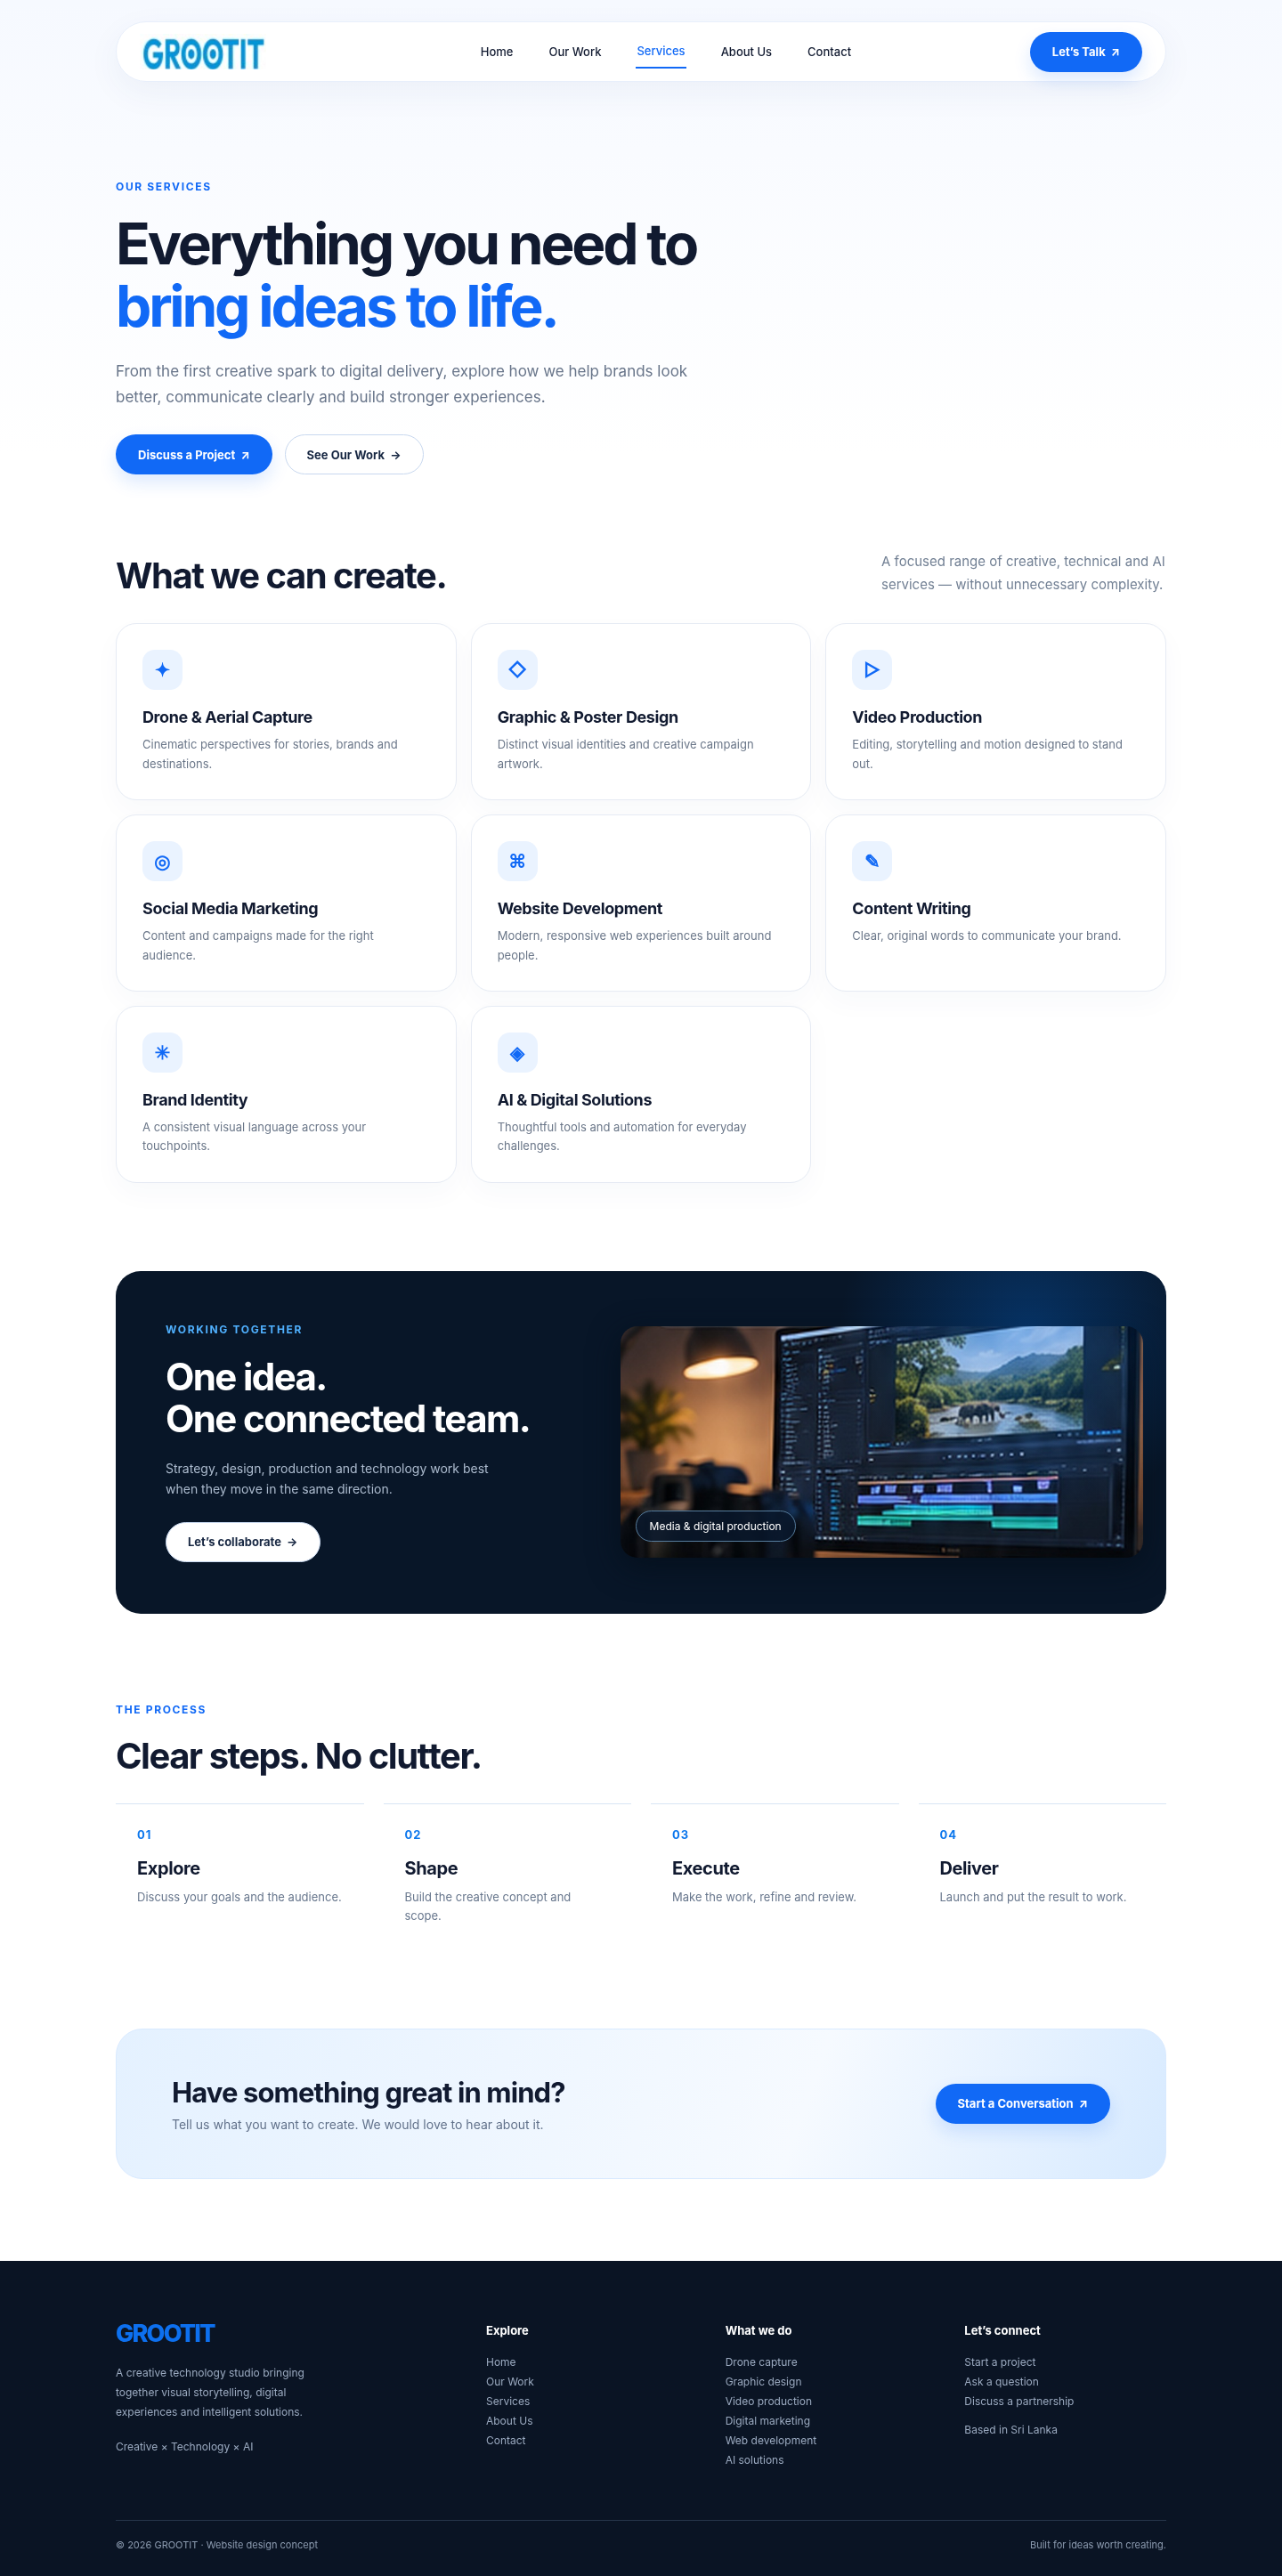 GROOTIT
Home
Our Work
Services
About Us
Contact
Let's Talk ↗
OUR SERVICES
Everything you need to
bring ideas to life.
From the first creative spark to digital delivery, explore how we help brands look
better, communicate clearly and build stronger experiences.
Discuss a Project ↗
See Our Work →
What we can create.
A focused range of creative, technical and AI
services — without unnecessary complexity.
Drone & Aerial Capture
Cinematic perspectives for stories, brands and
destinations.
Graphic & Poster Design
Distinct visual identities and creative campaign
artwork.
Video Production
Editing, storytelling and motion designed to stand
out.
Social Media Marketing
Content and campaigns made for the right
audience.
Website Development
Modern, responsive web experiences built around
people.
Content Writing
Clear, original words to communicate your brand.
Brand Identity
A consistent visual language across your
touchpoints.
AI & Digital Solutions
Thoughtful tools and automation for everyday
challenges.
WORKING TOGETHER
One idea.
One connected team.
Strategy, design, production and technology work best
when they move in the same direction.
Let's collaborate →
Media & digital production
THE PROCESS
Clear steps. No clutter.
01
Explore
Discuss your goals and the audience.
02
Shape
Build the creative concept and
scope.
03
Execute
Make the work, refine and review.
04
Deliver
Launch and put the result to work.
Have something great in mind?
Tell us what you want to create. We would love to hear about it.
Start a Conversation ↗
GROOTIT
A creative technology studio bringing
together visual storytelling, digital
experiences and intelligent solutions.
Creative × Technology × AI
Explore
Home
Our Work
Services
About Us
Contact
What we do
Drone capture
Graphic design
Video production
Digital marketing
Web development
AI solutions
Let's connect
Start a project
Ask a question
Discuss a partnership
Based in Sri Lanka
© 2026 GROOTIT · Website design concept
Built for ideas worth creating.